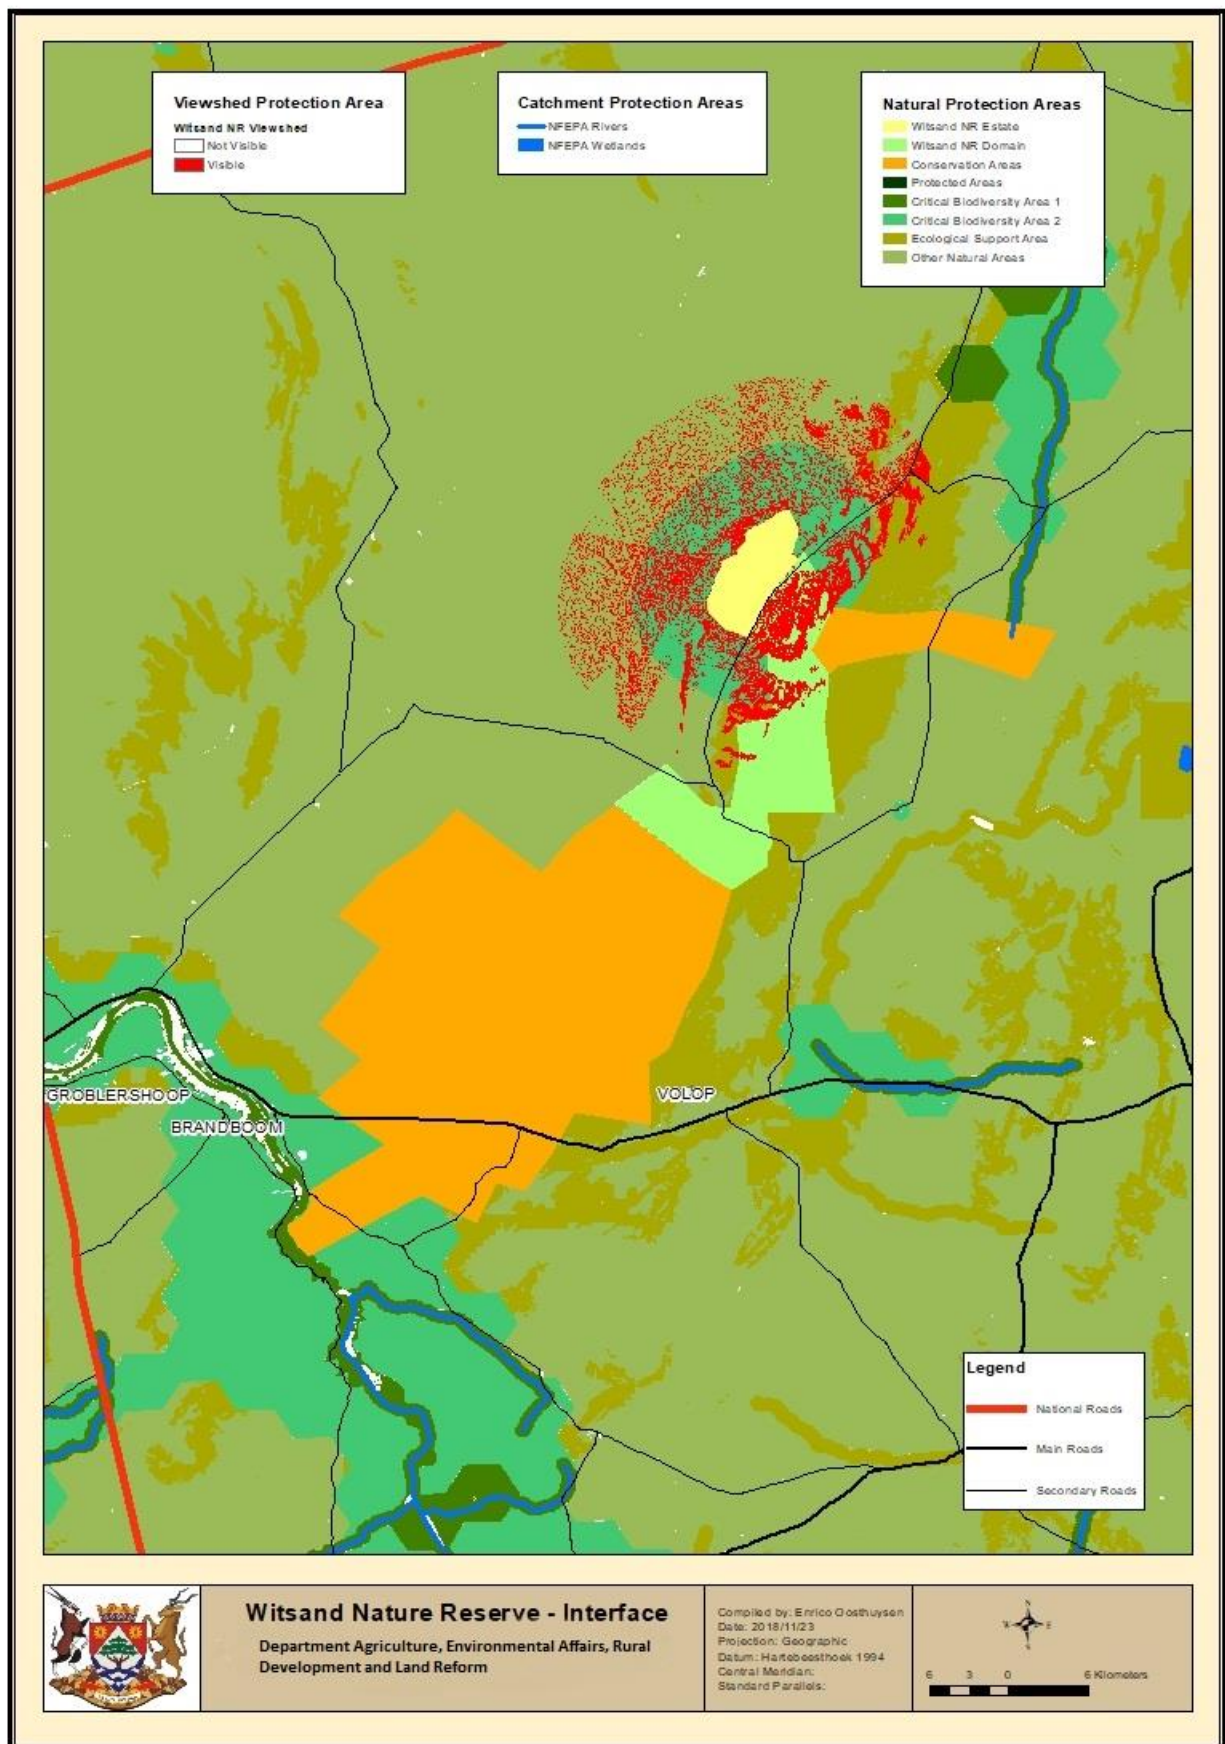 Viewshed Protection Area
Witsand NR Viewshed
Not Visible
Visible
Catchment Protection Areas
NFEPA Rivers
NFEPA Wetlands
Natural Protection Areas
Witsand NR Estate
Witsand NR Domain
Conservation Areas
Protected Areas
Critical Biodiversity Area 1
Critical Biodiversity Area 2
Ecological Support Area
Other Natural Areas
GROBLERSHOOP
VOLOP
BRANDBOOM
Legend
National Roads
Main Roads
Secondary Roads
Witsand Nature Reserve - Interface
Department Agriculture, Environmental Affairs, Rural
Development and Land Reform
Compiled by: Enrico Oosthuysen
Date: 2018/11/23
Projection: Geographic
Datum: Hartebeesthoek 1994
Central Meridian:
Standard Parallels:
N
W E
S
6 3 0 6 Kilometers